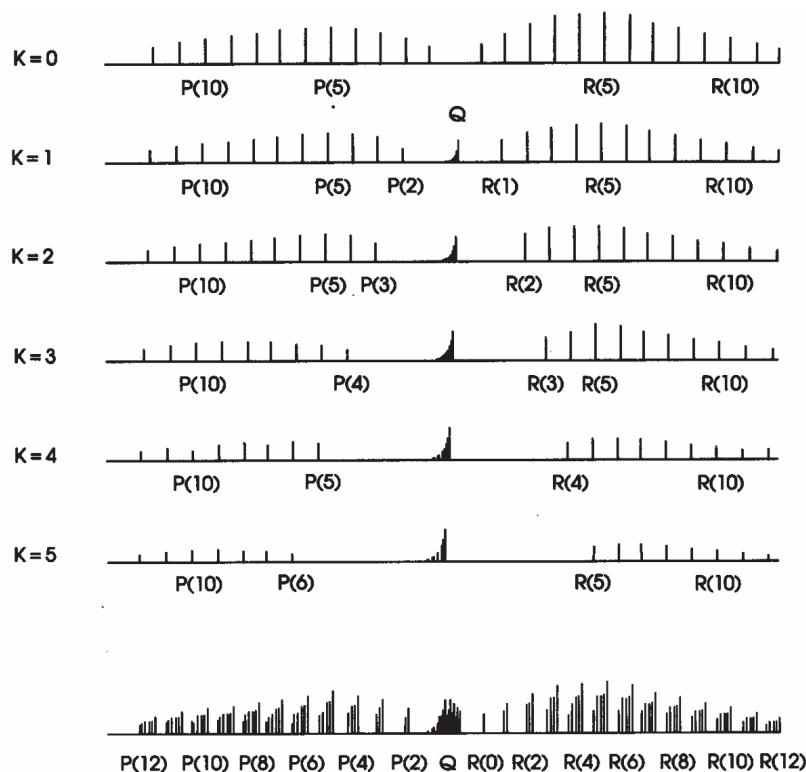 K=0
P(10) P(5) R(5) R(10)
Q
K=1
P(10) P(5) P(2) R(1) R(5) R(10)
K=2
P(10) P(5) P(3) R(2) R(5) R(10)
K=3
P(10) P(4) R(3) R(5) R(10)
K=4
P(10) P(5) R(4) R(10)
K=5
P(10) P(6) R(5) R(10)
P(12) P(10) P(8) P(6) P(4) P(2) Q R(0) R(2) R(4) R(6) R(8) R(10) R(12)